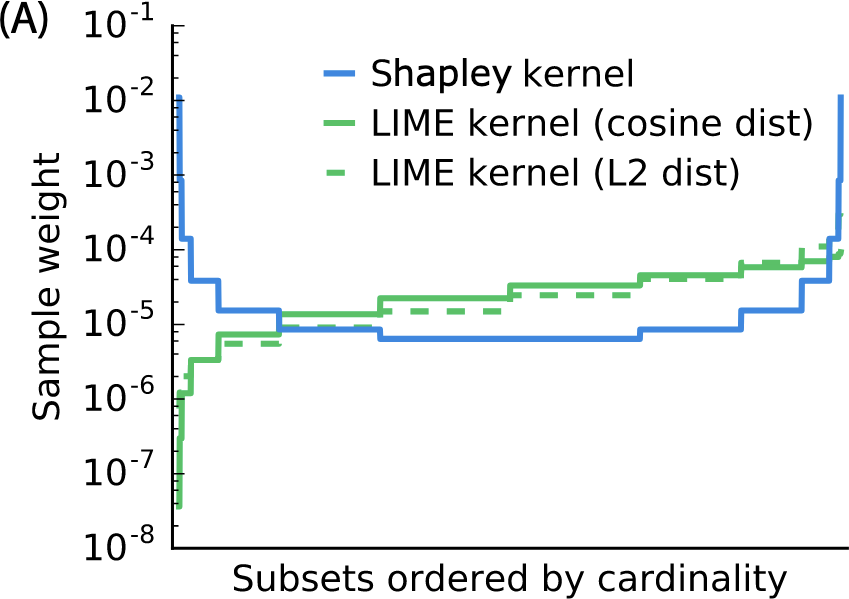 (A)
10-1
10-2
10-3
10-4
10-5
10-6
10-7
10-8
Sample weight
Shapley kernel
LIME kernel (cosine dist)
LIME kernel (L2 dist)
Subsets ordered by cardinality